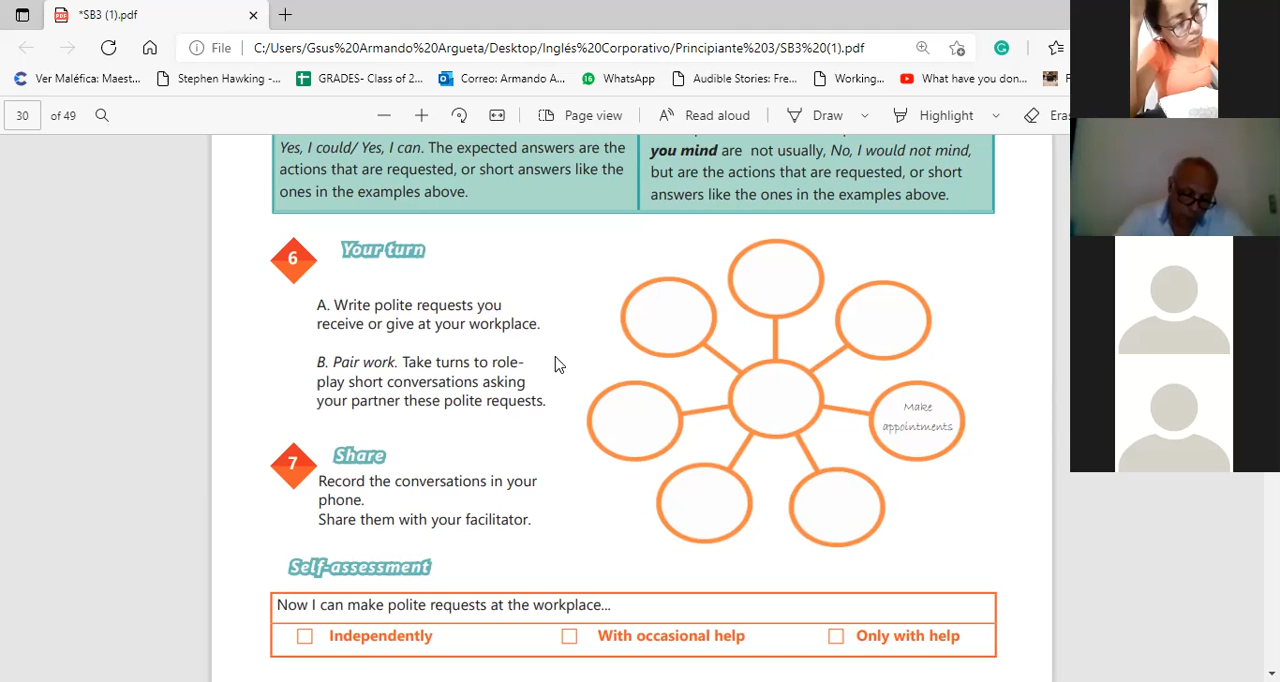 *SB3 (1).pdf
File C:/Users/Gsus%20Armando%20Argueta/Desktop/Inglés%20Corporativo/Principiante%203/SB3%20(1).pdf
Ver Maléfica: Maest... Stephen Hawking -... GRADES- Class of 2... Correo: Armando A... 16 WhatsApp Audible Stories: Fre... Working... What have you don...
30 of 49 Page view Read aloud Draw Highlight Eras
Yes, I could/ Yes, I can. The expected answers are the
actions that are requested, or short answers like the
ones in the examples above.
you mind are not usually, No, I would not mind,
but are the actions that are requested, or short
answers like the ones in the examples above.
6 Your turn
A. Write polite requests you
receive or give at your workplace.
B. Pair work. Take turns to role-
play short conversations asking
your partner these polite requests.
Make
appointments
7 Share
Record the conversations in your
phone.
Share them with your facilitator.
Self-assessment
Now I can make polite requests at the workplace...
Independently With occasional help Only with help